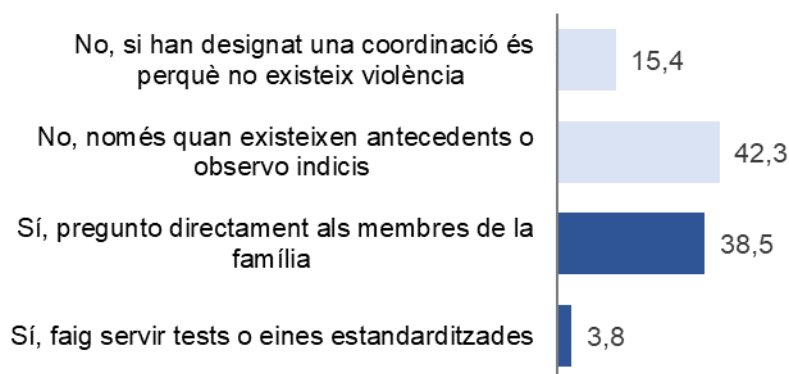 No, si han designat una coordinació és
perquè no existeix violència
15,4
No, només quan existeixen antecedents o
observo indicis
42,3
Sí, pregunto directament als membres de la
família
38,5
Sí, faig servir tests o eines estandarditzades
3,8